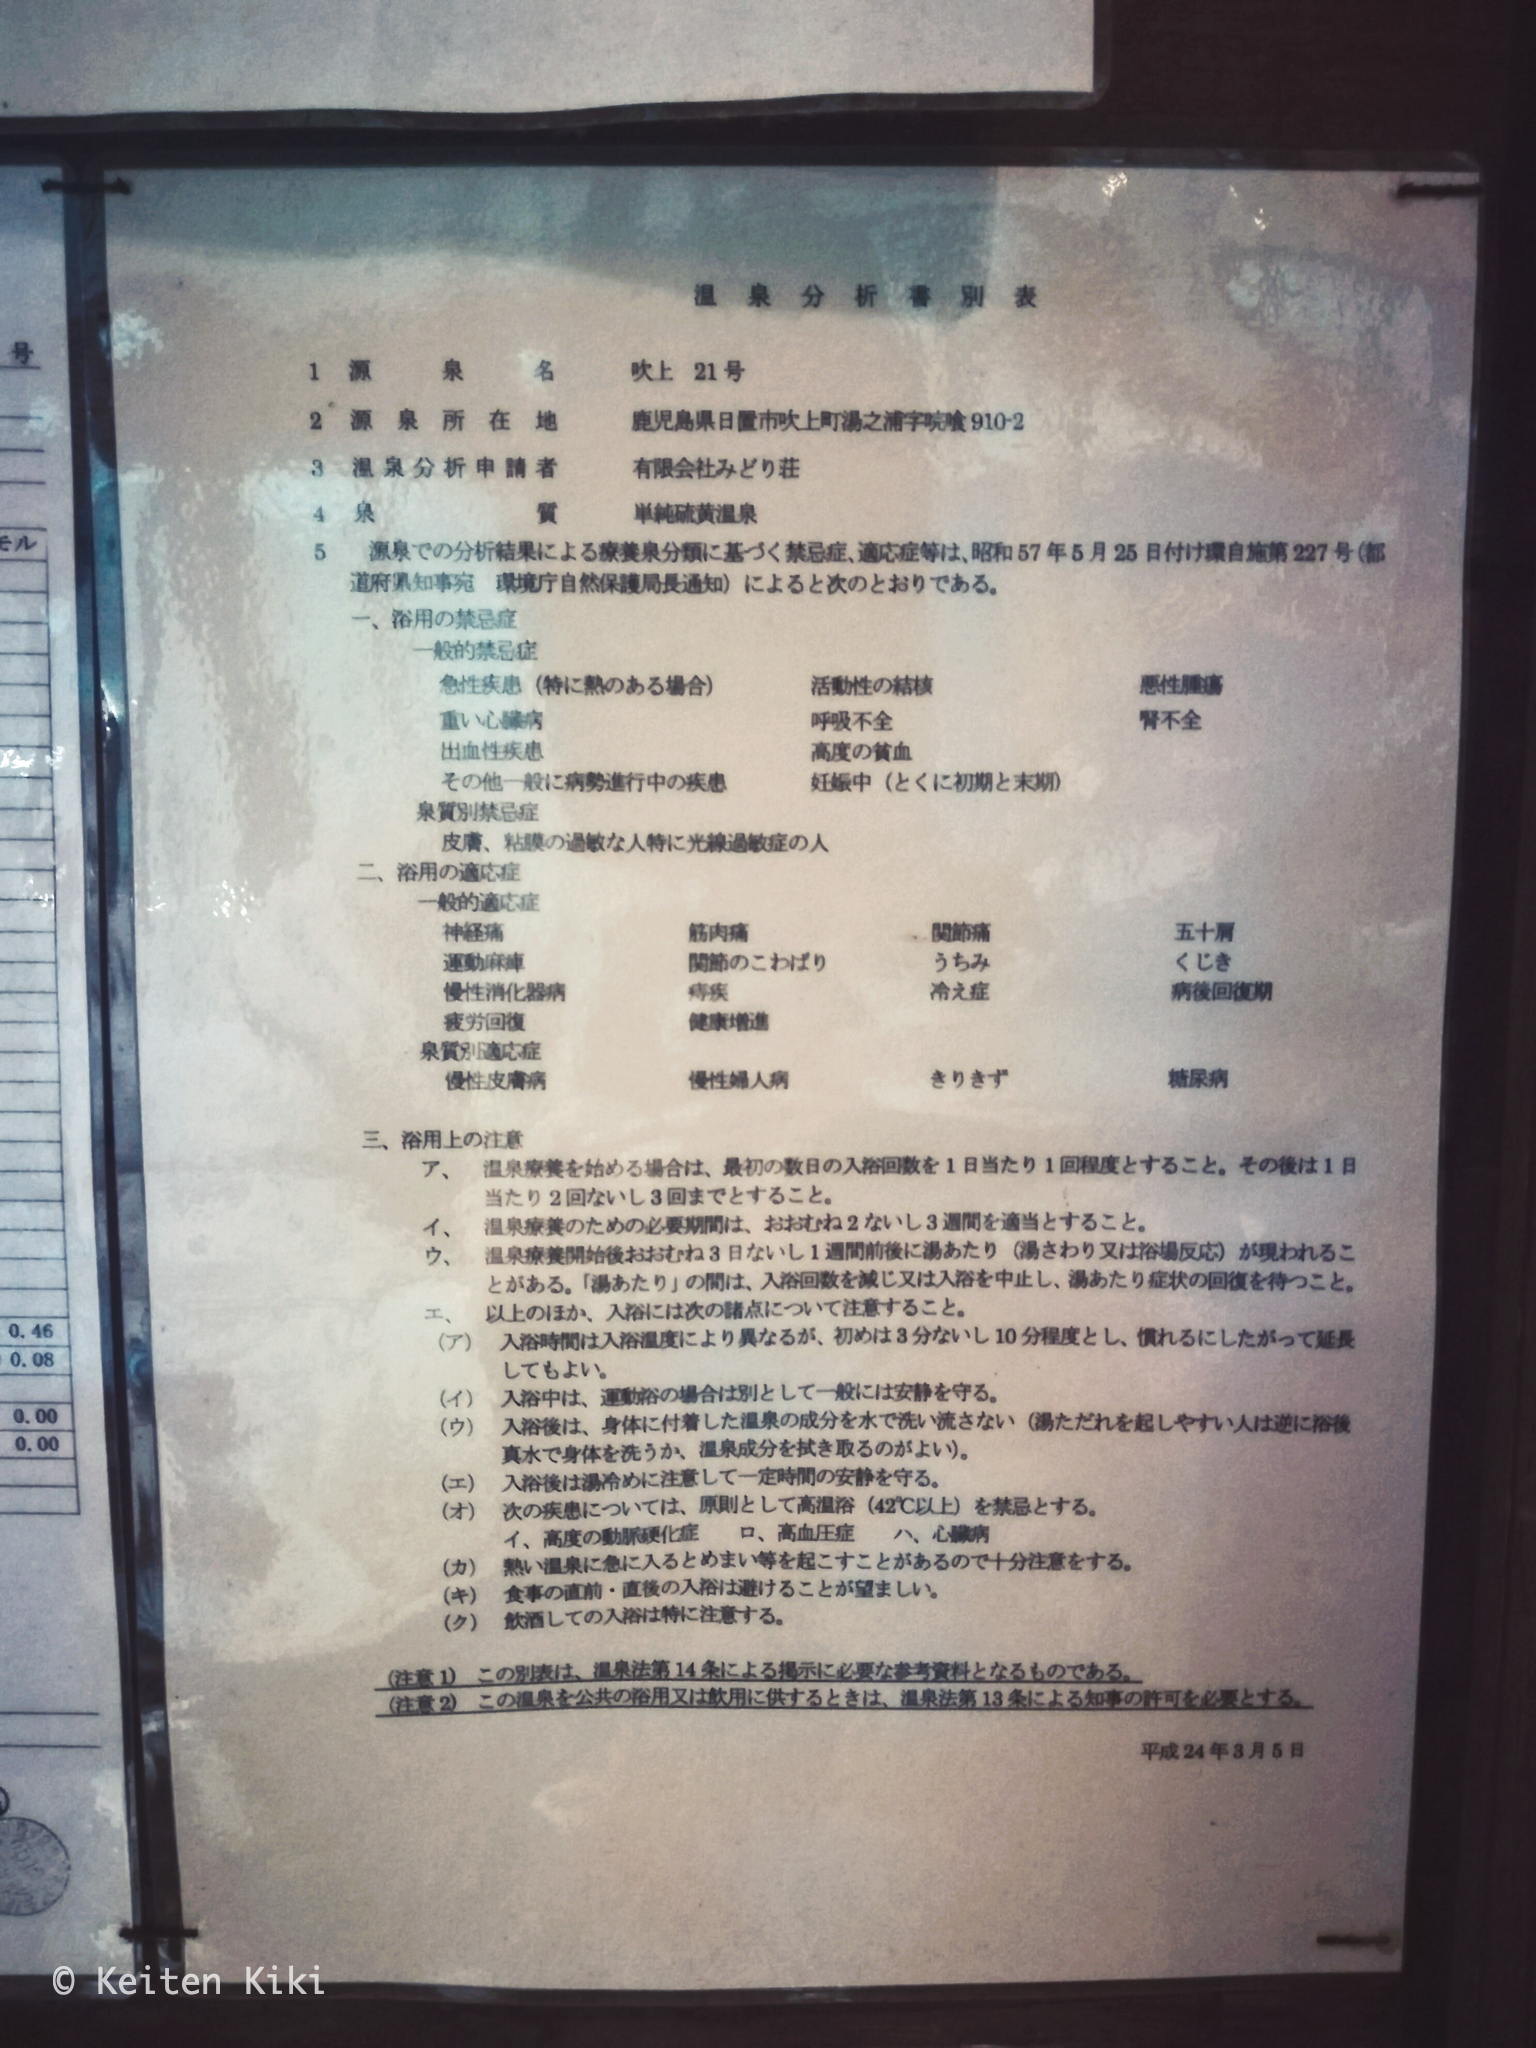 号
モル
0.46
0.08
0.00
0.00
温泉分析書別表
1 源泉名 吹上 21号
2 源泉所在地 鹿児島県日置市吹上町湯之浦字喰910-2
3 温泉分析申請者 有限会社みどり荘
4 泉質 単純硫黄温泉
5 源泉での分析結果による療養泉分類に基づく禁忌症、適応症等は、昭和57年5月25日付け環自施第227号(都
道府県知事宛 環境庁自然保護局長通知)によると次のとおりである。
一、浴用の禁忌症
一般的禁忌症
急性疾患(特に熱のある場合) 活動性の結核 悪性腫瘍
重い心臓病 呼吸不全 腎不全
出血性疾患 高度の貧血
その他一般に病勢進行中の疾患 妊娠中(とくに初期と末期)
泉質別禁忌症
皮膚、粘膜の過敏な人特に光線過敏症の人
二、浴用の適応症
一般的適応症
神経痛 筋肉痛 関節痛 五十肩
運動麻痺 関節のこわばり うちみ くじき
慢性消化器病 痔疾 冷え症 病後回復期
疲労回復 健康増進
泉質別適応症
慢性皮膚病 慢性婦人病 きりきず 糖尿病
三、浴用上の注意
ア、 温泉療養を始める場合は、最初の数日の入浴回数を1日当たり1回程度とすること。その後は1日
当たり2回ないし3回までとすること。
イ、 温泉療養のための必要期間は、おおむね2ないし3週間を適当とすること。
ウ、 温泉療養開始後おおむね3日ないし1週間前後に湯あたり(湯さわり又は浴場反応)が現われるこ
とがある。「湯あたり」の間は、入浴回数を減じ又は入浴を中止し、湯あたり症状の回復を待つこと。
エ、 以上のほか、入浴には次の諸点について注意すること。
(ア) 入浴時間は入浴温度により異なるが、初めは3分ないし10分程度とし、慣れるにしたがって延長
してもよい。
(イ) 入浴中は、運動浴の場合は別として一般には安静を守る。
(ウ) 入浴後は、身体に付着した温泉の成分を水で洗い流さない(湯ただれを起しやすい人は逆に浴後
真水で身体を洗うか、温泉成分を拭き取るのがよい)。
(エ) 入浴後は湯冷めに注意して一定時間の安静を守る。
(オ) 次の疾患については、原則として高温浴(42℃以上)を禁忌とする。
イ、高度の動脈硬化症 ロ、高血圧症 ハ、心臓病
(カ) 熱い温泉に急に入るとめまい等を起こすことがあるので十分注意をする。
(キ) 食事の直前・直後の入浴は避けることが望ましい。
(ク) 飲酒しての入浴は特に注意する。
(注意1) この別表は、温泉法第14条による掲示に必要な参考資料となるものである。
(注意2) この温泉を公共の浴用又は飲用に供するときは、温泉法第13条による知事の許可を必要とする。
平成24年3月5日
© Keiten Kiki